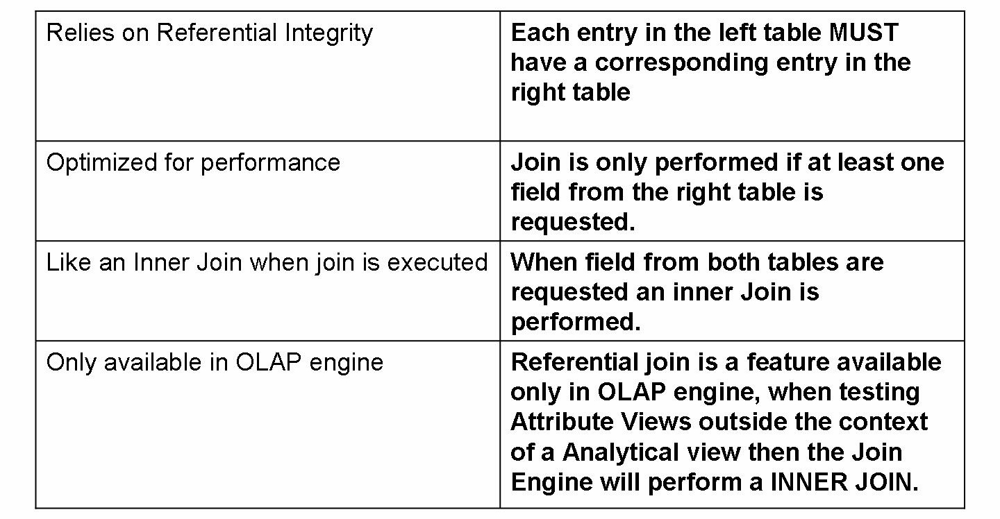 Relies on Referential Integrity
Each entry in the left table MUST
have a corresponding entry in the
right table
Optimized for performance
Join is only performed if at least one
field from the right table is
requested.
Like an Inner Join when join is executed
When field from both tables are
requested an inner Join is
performed.
Only available in OLAP engine
Referential join is a feature available
only in OLAP engine, when testing
Attribute Views outside the context
of a Analytical view then the Join
Engine will perform a INNER JOIN.